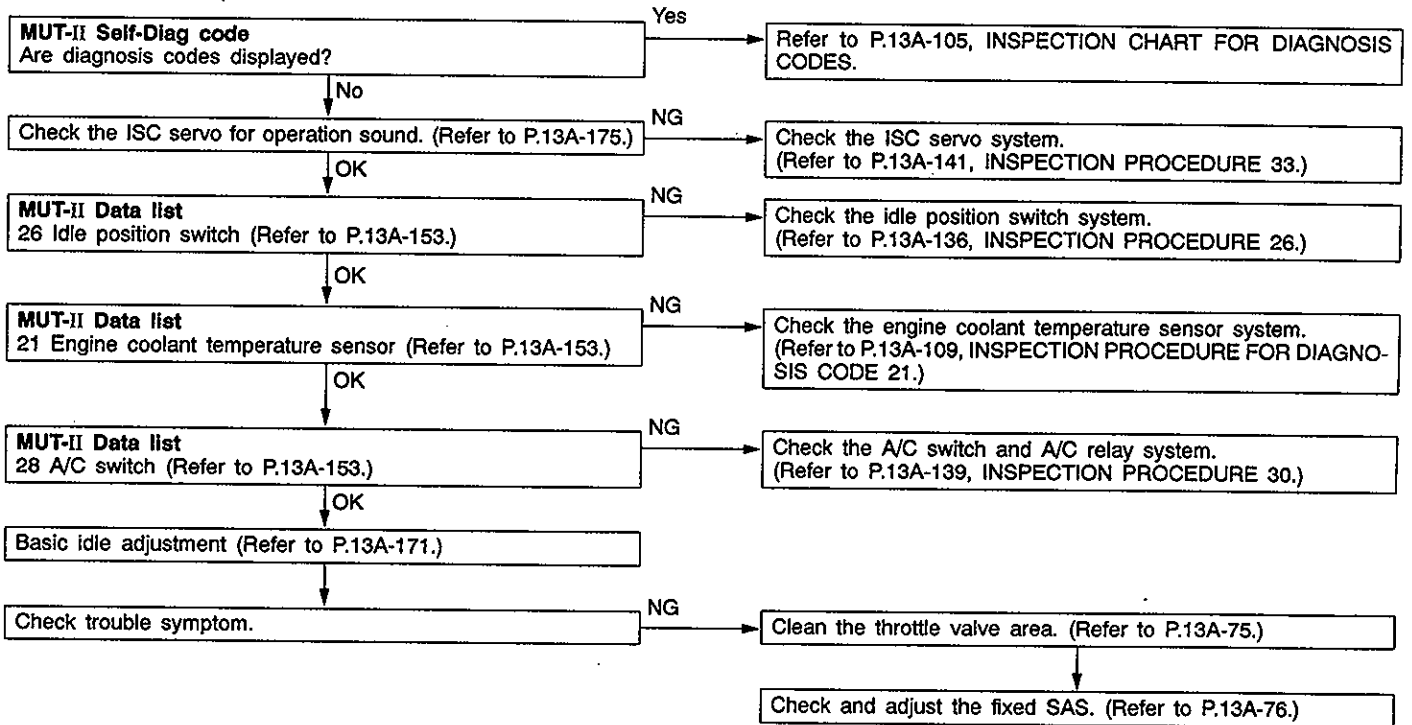 MUT-II Self-Diag code
Are diagnosis codes displayed?
Yes
Refer to P.13A-105, INSPECTION CHART FOR DIAGNOSIS
CODES.
No
Check the ISC servo for operation sound. (Refer to P.13A-175.)
NG
Check the ISC servo system.
(Refer to P.13A-141, INSPECTION PROCEDURE 33.)
OK
MUT-II Data list
26 Idle position switch (Refer to P.13A-153.)
NG
Check the idle position switch system.
(Refer to P.13A-136, INSPECTION PROCEDURE 26.)
OK
MUT-II Data list
21 Engine coolant temperature sensor (Refer to P.13A-153.)
NG
Check the engine coolant temperature sensor system.
(Refer to P.13A-109, INSPECTION PROCEDURE FOR DIAGNO-
SIS CODE 21.)
OK
MUT-II Data list
28 A/C switch (Refer to P.13A-153.)
NG
Check the A/C switch and A/C relay system.
(Refer to P.13A-139, INSPECTION PROCEDURE 30.)
OK
Basic idle adjustment (Refer to P.13A-171.)
Check trouble symptom.
NG
Clean the throttle valve area. (Refer to P.13A-75.)
Check and adjust the fixed SAS. (Refer to P.13A-76.)